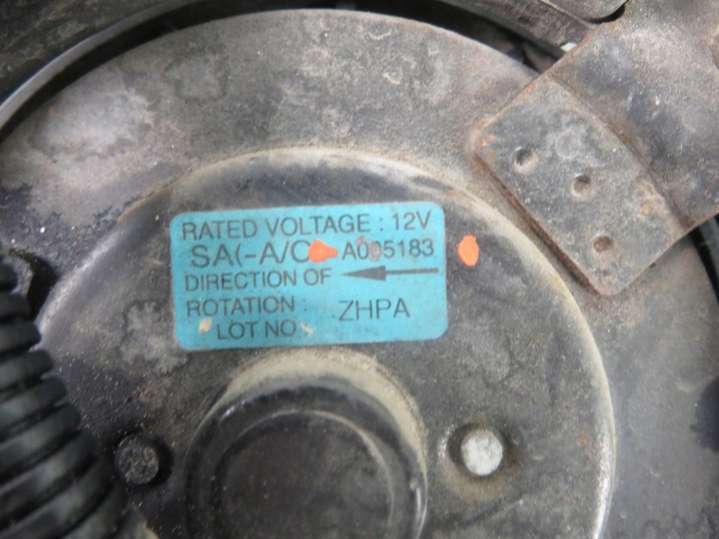 RATED VOLTAGE : 12V
SA(-A/C A005183
DIRECTION OF
ROTATION : ZHPA
LOT NO